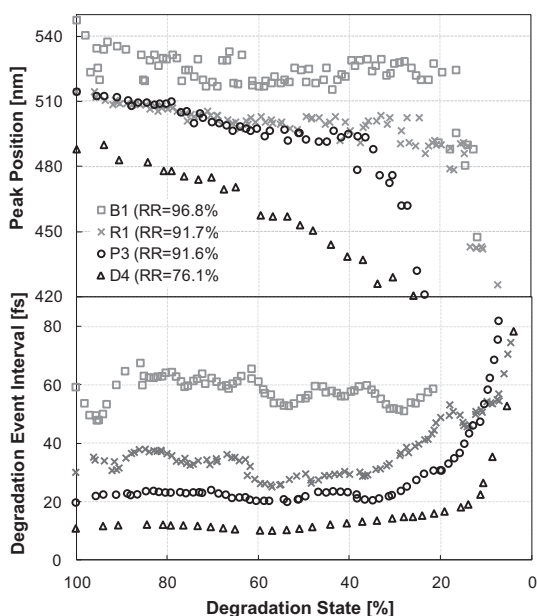 Peak Position [nm]
540
510
480
450
420
B1 (RR=96.8%
R1 (RR=91.7%
P3 (RR=91.6%
D4 (RR=76.1%
Degradation Event Interval [fs]
80
60
40
20
0
100 80 60 40 20 0
Degradation State [%]